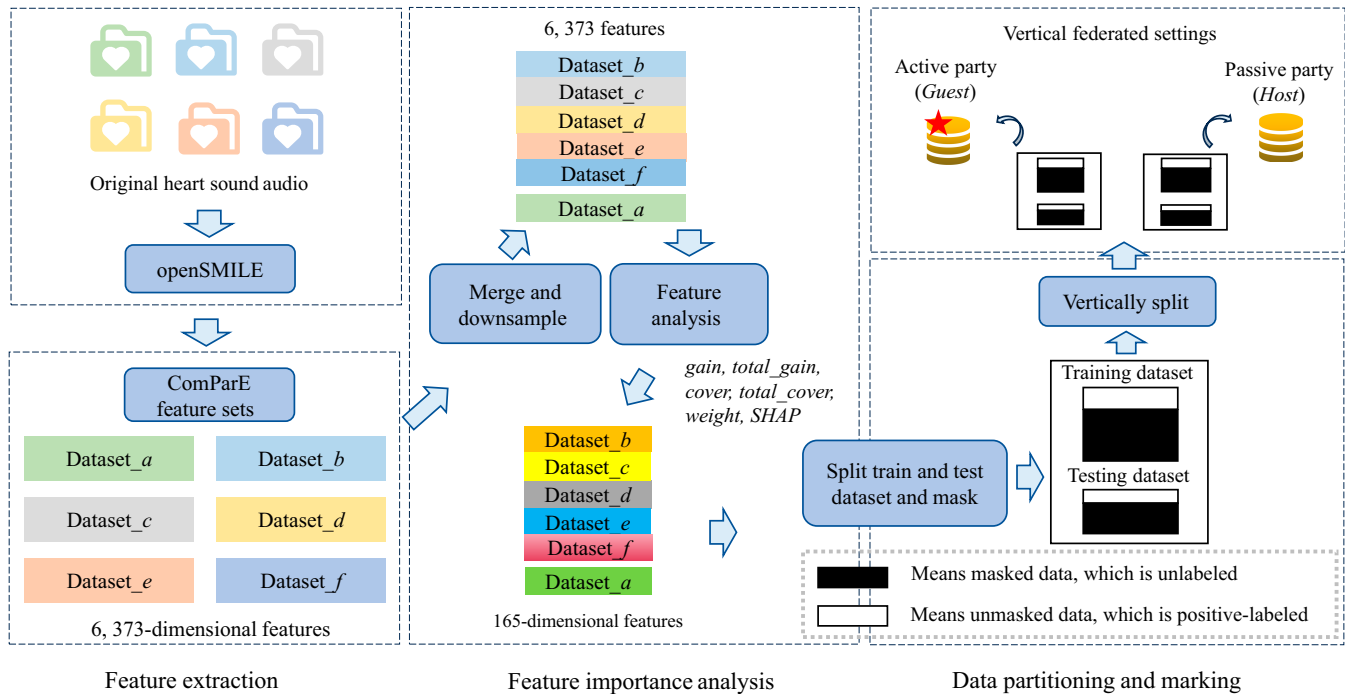 Original heart sound audio
openSMILE
ComParE
feature sets
Dataset_a
Dataset_b
Dataset_c
Dataset_d
Dataset_e
Dataset_f
6, 373-dimensional features
Feature extraction
6, 373 features
Dataset_b
Dataset_c
Dataset_d
Dataset_e
Dataset_f
Dataset_a
Merge and
downsample
Feature
analysis
gain, total_gain,
cover, total_cover,
weight, SHAP
Dataset_b
Dataset_c
Dataset_d
Dataset_e
Dataset_f
Dataset_a
165-dimensional features
Feature importance analysis
Vertical federated settings
Active party
(Guest)
Passive party
(Host)
Vertically split
Training dataset
Testing dataset
Split train and test
dataset and mask
Means masked data, which is unlabeled
Means unmasked data, which is positive-labeled
Data partitioning and marking